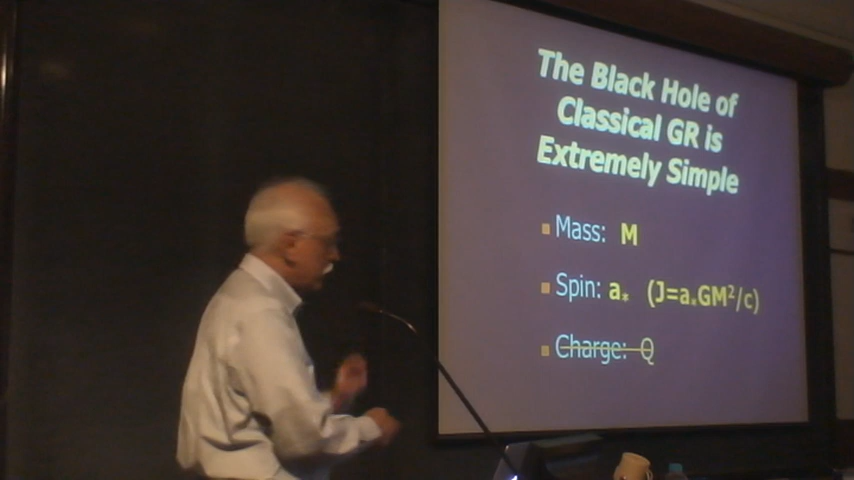 The Black Hole of
Classical GR is
Extremely Simple
Mass: M
Spin: a* (J=a*GM²/c)
Charge: Q